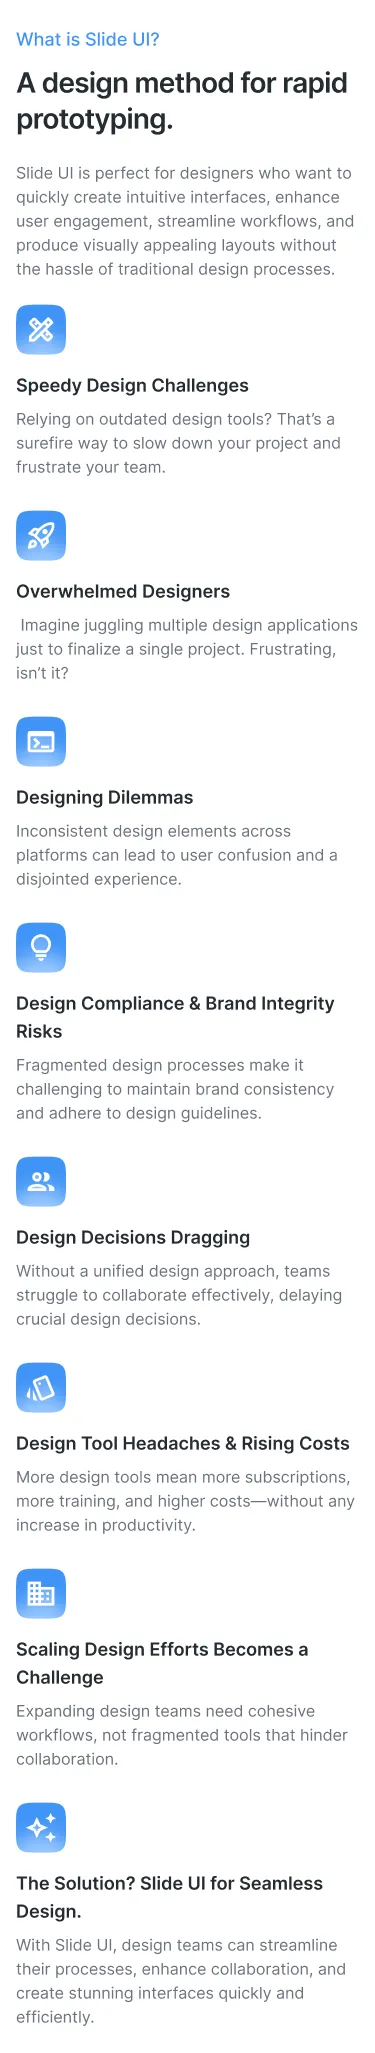 What is Slide UI?
A design method for rapid
prototyping.
Slide UI is perfect for designers who want to
quickly create intuitive interfaces, enhance
user engagement, streamline workflows, and
produce visually appealing layouts without
the hassle of traditional design processes.
Speedy Design Challenges
Relying on outdated design tools? That’s a
surefire way to slow down your project and
frustrate your team.
Overwhelmed Designers
Imagine juggling multiple design applications
just to finalize a single project. Frustrating,
isn’t it?
Designing Dilemmas
Inconsistent design elements across
platforms can lead to user confusion and a
disjointed experience.
Design Compliance & Brand Integrity
Risks
Fragmented design processes make it
challenging to maintain brand consistency
and adhere to design guidelines.
Design Decisions Dragging
Without a unified design approach, teams
struggle to collaborate effectively, delaying
crucial design decisions.
Design Tool Headaches & Rising Costs
More design tools mean more subscriptions,
more training, and higher costs—without any
increase in productivity.
Scaling Design Efforts Becomes a
Challenge
Expanding design teams need cohesive
workflows, not fragmented tools that hinder
collaboration.
The Solution? Slide UI for Seamless
Design.
With Slide UI, design teams can streamline
their processes, enhance collaboration, and
create stunning interfaces quickly and
efficiently.